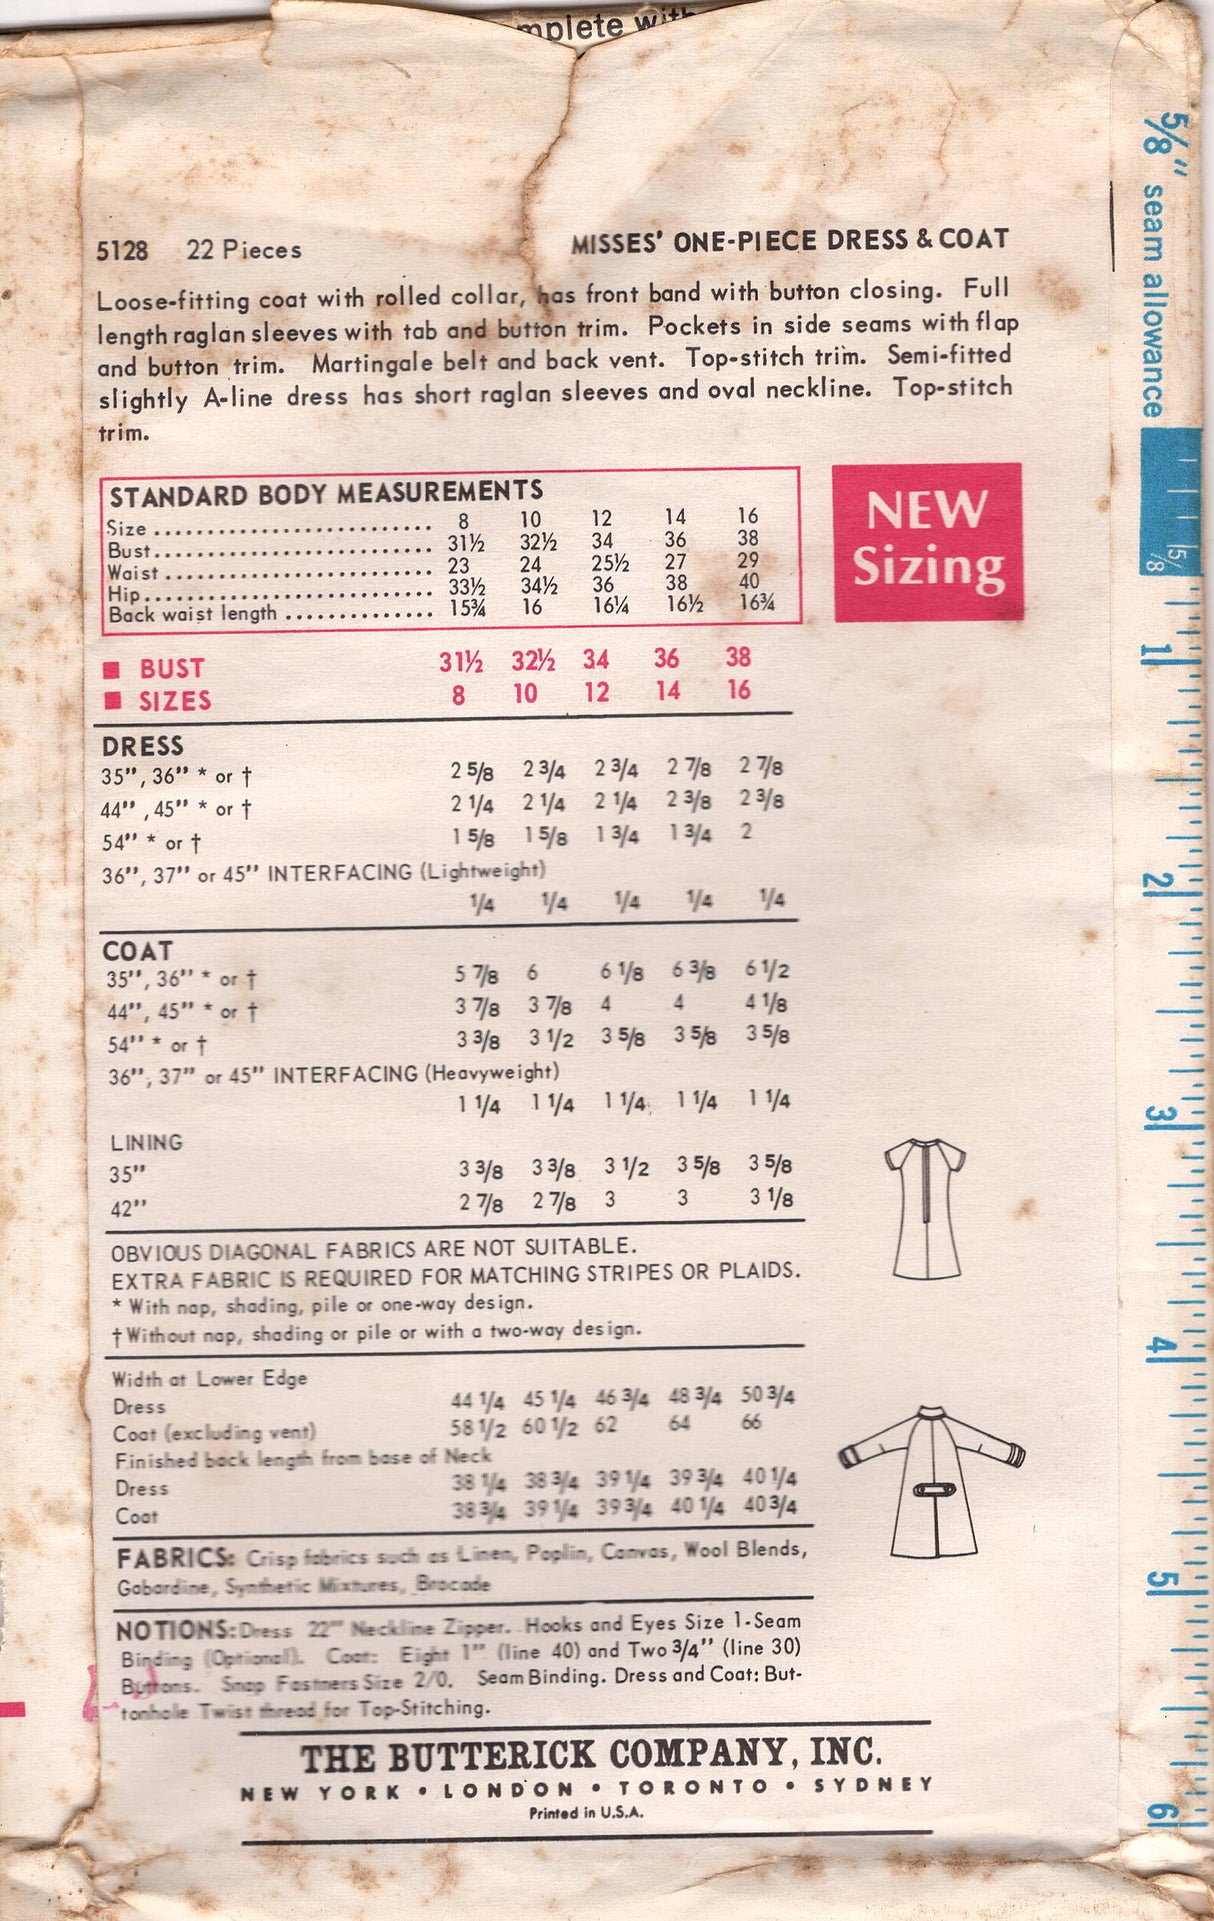 mplete with
5128 22 Pieces MISSES' ONE-PIECE DRESS & COAT
Loose-fitting coat with rolled collar, has front band with button closing. Full
length raglan sleeves with tab and button trim. Pockets in side seams with flap
and button trim. Martingale belt and back vent. Top-stitch trim. Semi-fitted
slightly A-line dress has short raglan sleeves and oval neckline. Top-stitch
trim.
STANDARD BODY MEASUREMENTS
Size .......................... 8 10 12 14 16
Bust.......................... 31½ 32½ 34 36 38
Waist ......................... 23 24 25½ 27 29
Hip........................... 33½ 34½ 36 38 40
Back waist length .............. 15¾ 16 16¼ 16½ 16¾
NEW
Sizing
■ BUST 31½ 32½ 34 36 38
■ SIZES 8 10 12 14 16
DRESS
35", 36" * or † 2 5/8 2 3/4 2 3/4 2 7/8 2 7/8
44" , 45" * or † 2 1/4 2 1/4 2 1/4 2 3/8 2 3/8
54" * or † 1 5/8 1 5/8 1 3/4 1 3/4 2
36", 37" or 45" INTERFACING (Lightweight)
1/4 1/4 1/4 1/4 1/4
COAT
35", 36" * or † 5 7/8 6 6 1/8 6 3/8 6 1/2
44", 45" * or † 3 7/8 3 7/8 4 4 4 1/8
54" * or † 3 3/8 3 1/2 3 5/8 3 5/8 3 5/8
36", 37" or 45" INTERFACING (Heavyweight)
1 1/4 1 1/4 1 1/4 1 1/4 1 1/4
LINING
35" 3 3/8 3 3/8 3 1/2 3 5/8 3 5/8
42" 2 7/8 2 7/8 3 3 3 1/8
OBVIOUS DIAGONAL FABRICS ARE NOT SUITABLE.
EXTRA FABRIC IS REQUIRED FOR MATCHING STRIPES OR PLAIDS.
* With nap, shading, pile or one-way design.
† Without nap, shading or pile or with a two-way design.
Width at Lower Edge
Dress 44 1/4 45 1/4 46 3/4 48 3/4 50 3/4
Coat (excluding vent) 58 1/2 60 1/2 62 64 66
Finished back length from base of Neck
Dress 38 1/4 38 3/4 39 1/4 39 3/4 40 1/4
Coat 38 3/4 39 1/4 39 3/4 40 1/4 40 3/4
FABRICS: Crisp fabrics such as Linen, Poplin, Canvas, Wool Blends,
Gabardine, Synthetic Mixtures, Brocade
NOTIONS: Dress 22" Neckline Zipper. Hooks and Eyes Size 1-Seam
Binding (Optional). Coat: Eight 1" (line 40) and Two 3/4" (line 30)
Buttons. Snap Fastners Size 2/0. Seam Binding. Dress and Coat: But-
tonhole Twist thread for Top-Stitching.
THE BUTTERICK COMPANY, INC.
NEW YORK • LONDON • TORONTO • SYDNEY
Printed in U.S.A.
5/8" seam allowance
5/8
1
2
3
4
5
6